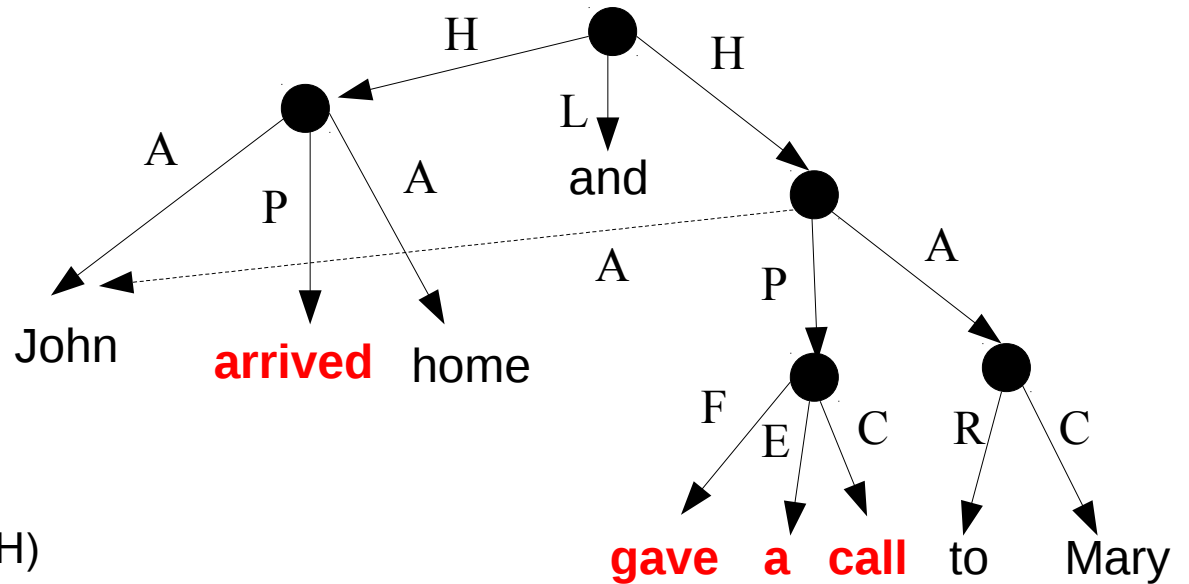 H
H
L
A
A
and
P
A
A
P
John
arrived home
F
E
C
R
C
H)
gave a call to Mary